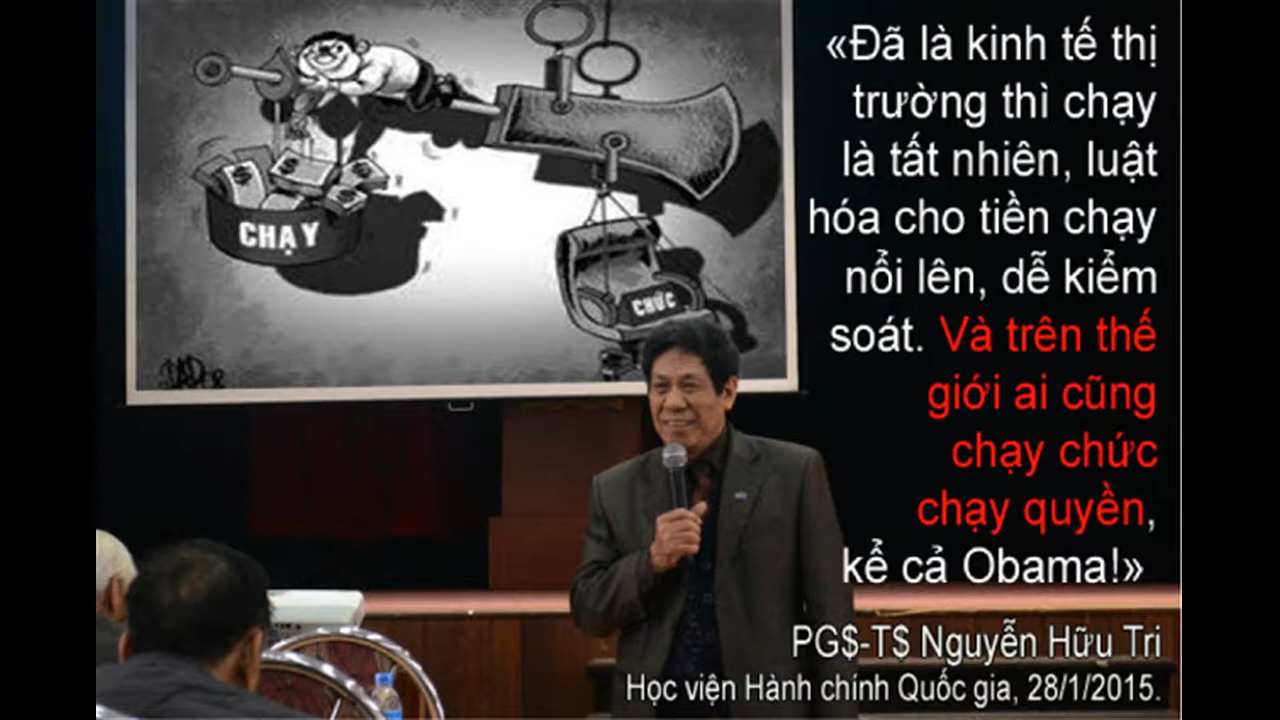 «Đã là kinh tế thị
trường thì chạy
là tất nhiên, luật
hóa cho tiền chạy
nổi lên, dễ kiểm
soát. Và trên thế
giới ai cũng
chạy chức
chạy quyền,
kể cả Obama!»
PG$-T$ Nguyễn Hữu Tri
Học viện Hành chính Quốc gia, 28/1/2015.
CHẠY
CHỨC